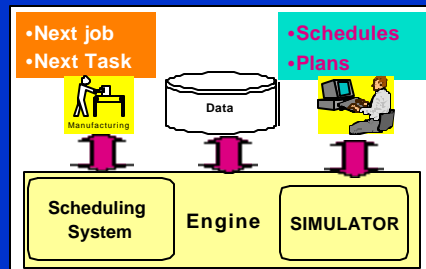 •Next job
•Next Task
•Schedules
•Plans
Manufacturing
Data
Scheduling
System
Engine
SIMULATOR